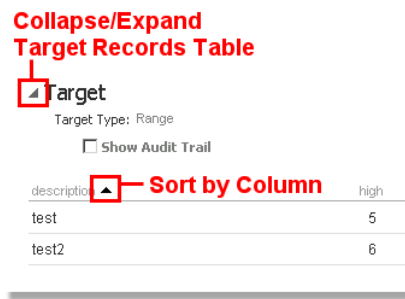 Collapse/Expand
Target Records Table
Target
Target Type: Range
Show Audit Trail
description Sort by Column high
test 5
test2 6